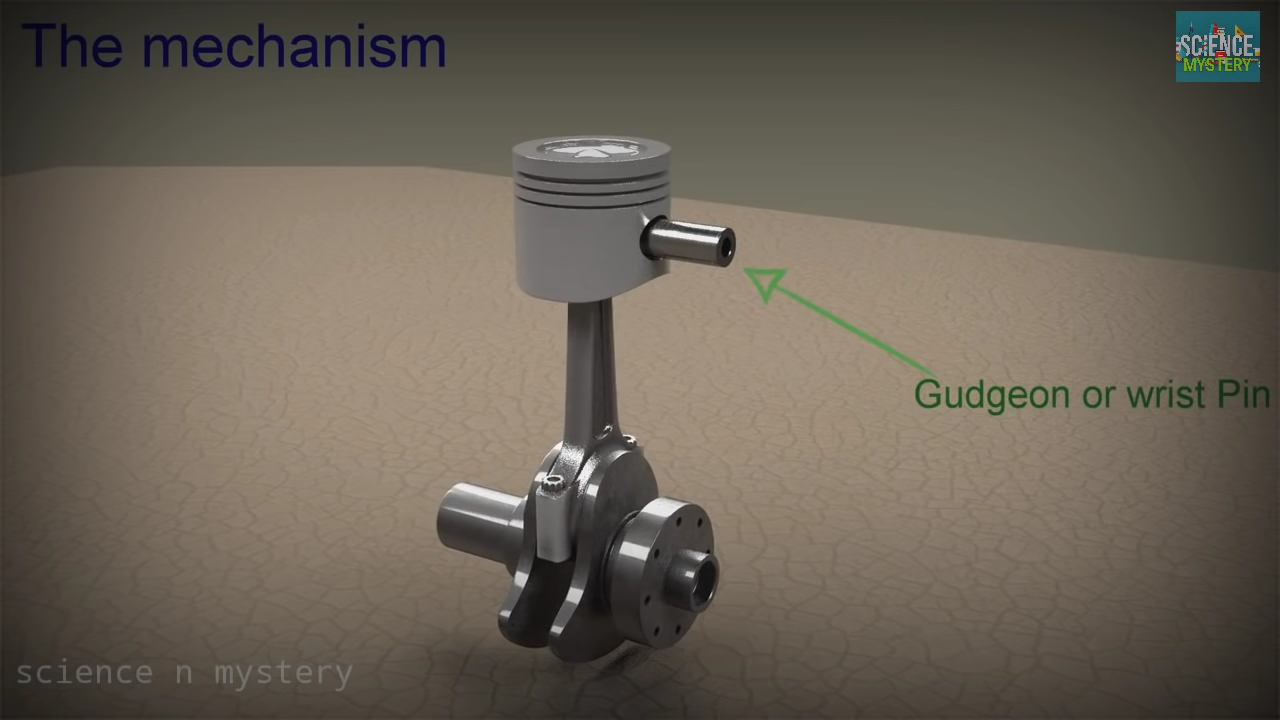 The mechanism
SCIENCE
MYSTERY
Gudgeon or wrist Pin
science n mystery